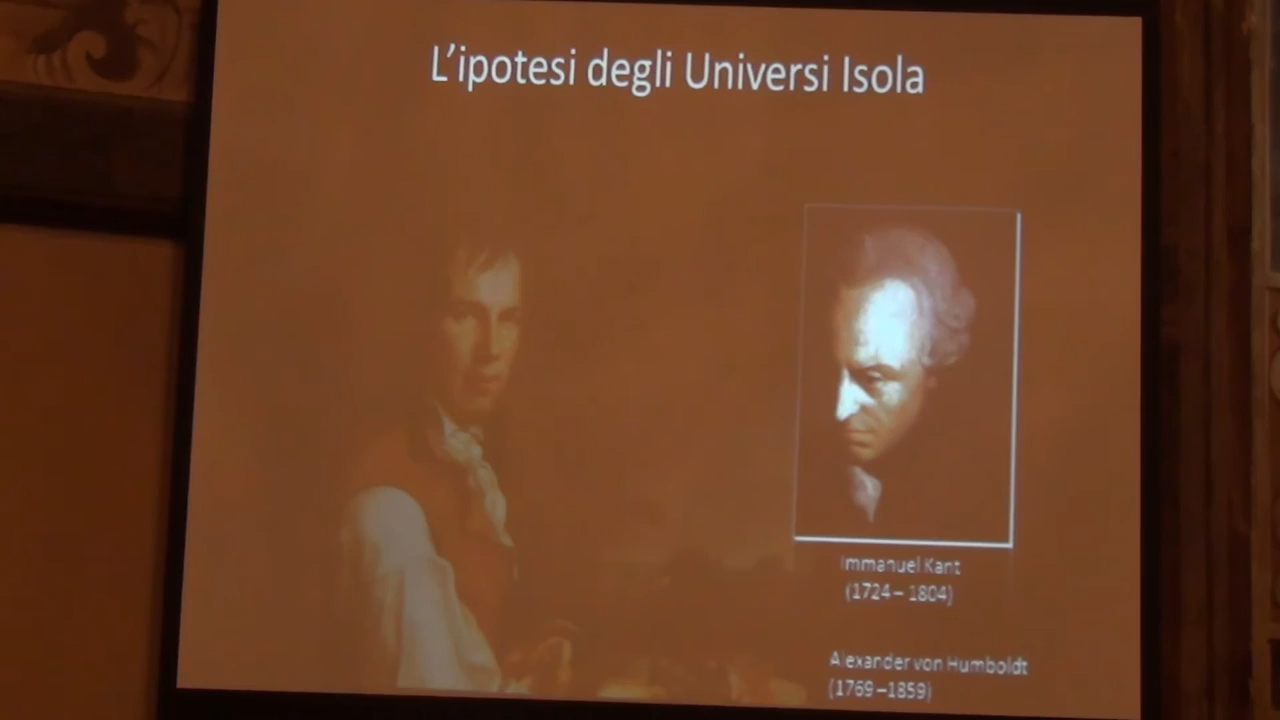 L'ipotesi degli Universi Isola
Immanuel Kant
(1724 – 1804)
Alexander von Humboldt
(1769 –1859)